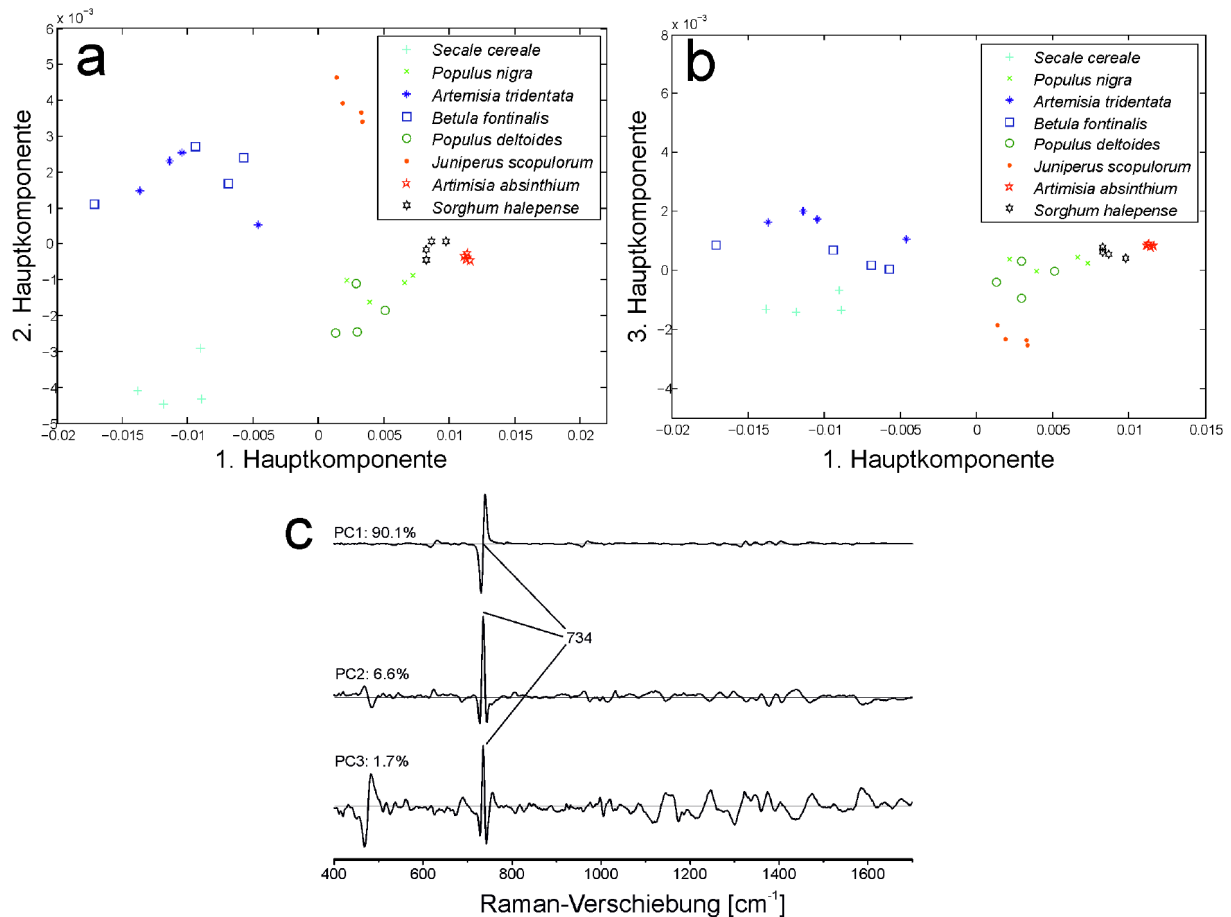 a
x 10⁻³
6
5
4
3
2
1
0
−1
−2
−3
−4
−5
2. Hauptkomponente
−0.02 −0.015 −0.01 −0.005 0 0.005 0.01 0.015 0.02
1. Hauptkomponente
Secale cereale
Populus nigra
Artemisia tridentata
Betula fontinalis
Populus deltoides
Juniperus scopulorum
Artimisia absinthium
Sorghum halepense
b
x 10⁻³
8
6
4
2
0
−2
−4
3. Hauptkomponente
−0.02 −0.015 −0.01 −0.005 0 0.005 0.01 0.015
1. Hauptkomponente
Secale cereale
Populus nigra
Artemisia tridentata
Betula fontinalis
Populus deltoides
Juniperus scopulorum
Artimisia absinthium
Sorghum halepense
c
PC1: 90.1%
734
PC2: 6.6%
PC3: 1.7%
400 600 800 1000 1200 1400 1600
Raman-Verschiebung [cm⁻¹]